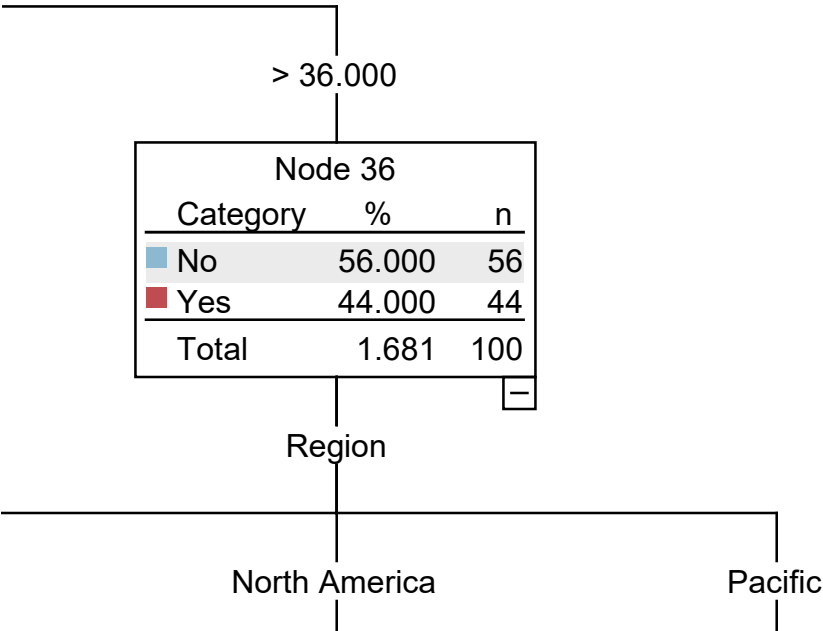 > 36.000
Node 36
Category % n
No 56.000 56
Yes 44.000 44
Total 1.681 100
Region
North America Pacific